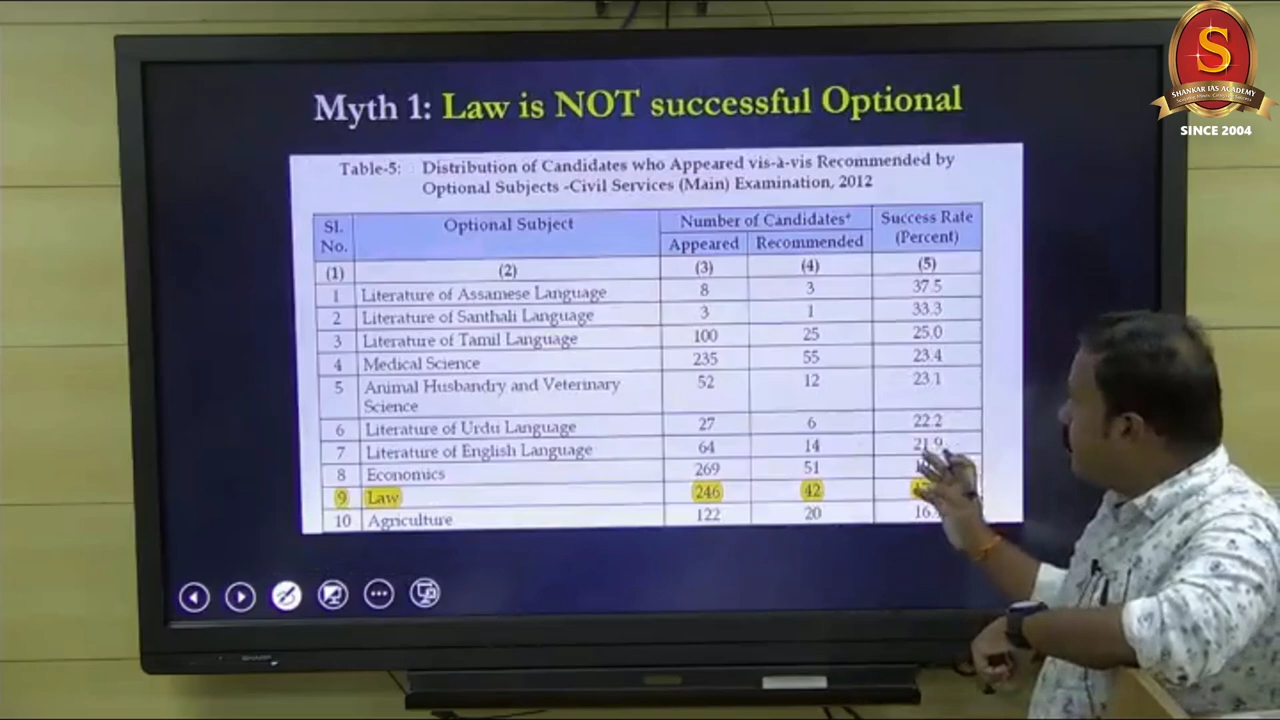 SHANKAR IAS ACADEMY
SINCE 2004
Myth 1: Law is NOT successful Optional
Table-5: Distribution of Candidates who Appeared vis-à-vis Recommended by
Optional Subjects -Civil Services (Main) Examination, 2012
Sl. No. Optional Subject Number of Candidates+ Success Rate (Percent)
Appeared Recommended
(1) (2) (3) (4) (5)
1 Literature of Assamese Language 8 3 37.5
2 Literature of Santhali Language 3 1 33.3
3 Literature of Tamil Language 100 25 25.0
4 Medical Science 235 55 23.4
5 Animal Husbandry and Veterinary 52 12 23.1
Science
6 Literature of Urdu Language 27 6 22.2
7 Literature of English Language 64 14 21.9
8 Economics 269 51
9 Law 246 42
10 Agriculture 122 20
SHARP